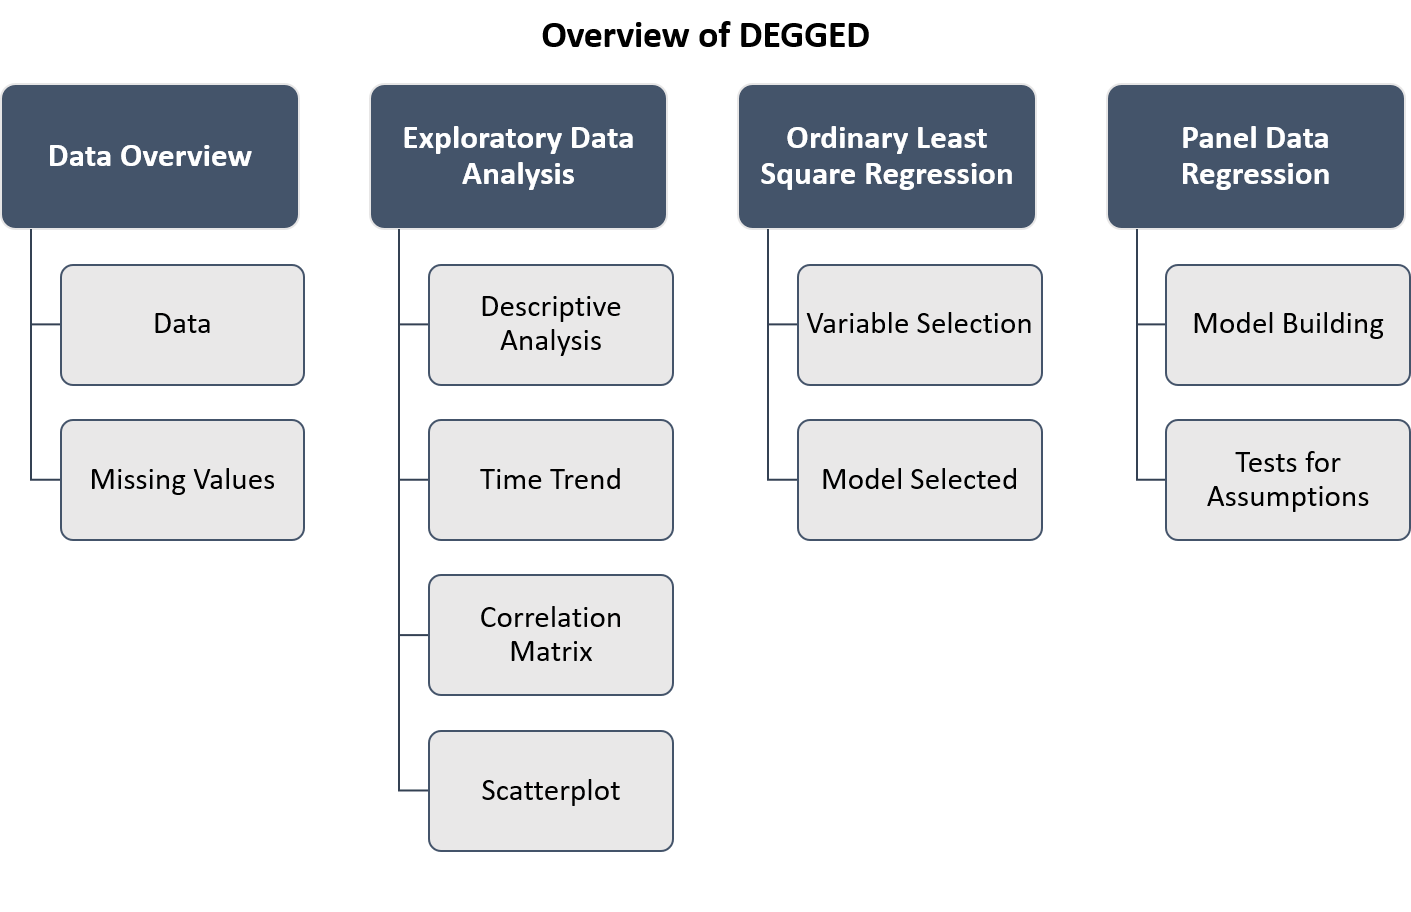 Overview of DEGGED
Data Overview
Data
Missing Values
Exploratory Data
Analysis
Descriptive
Analysis
Time Trend
Correlation
Matrix
Scatterplot
Ordinary Least
Square Regression
Variable Selection
Model Selected
Panel Data
Regression
Model Building
Tests for
Assumptions